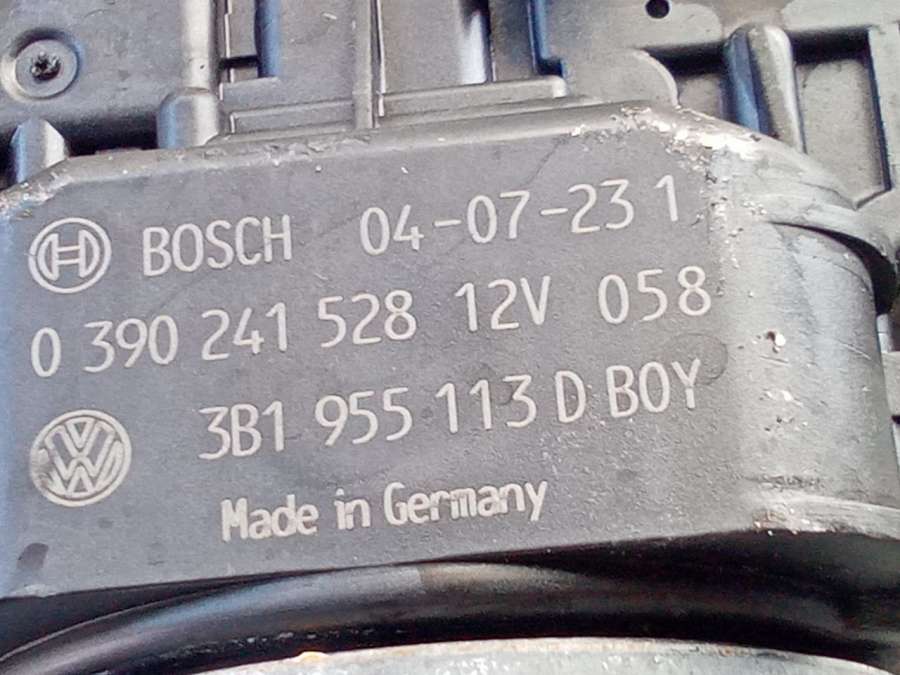 BOSCH 04-07-23 1
0 390 241 528 12V 058
3B1 955 113 D BOY
Made in Germany